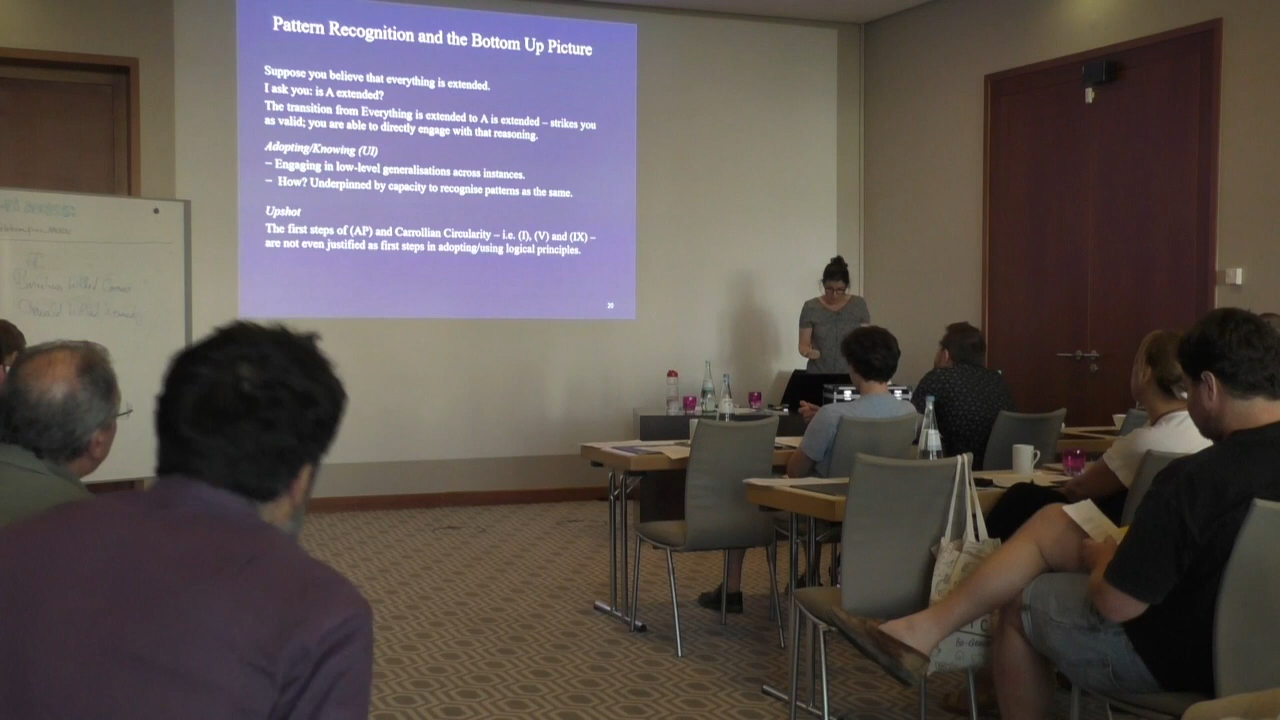 Pattern Recognition and the Bottom Up Picture
Suppose you believe that everything is extended.
I ask you: is A extended?
The transition from Everything is extended to A is extended – strikes you
as valid; you are able to directly engage with that reasoning.
Adopting/Knowing (UI)
– Engaging in low-level generalisations across instances.
– How? Underpinned by capacity to recognise patterns as the same.
Upshot
The first steps of (AP) and Carrollian Circularity – i.e. (I), (V) and (IX) –
are not even justified as first steps in adopting/using logical principles.
20